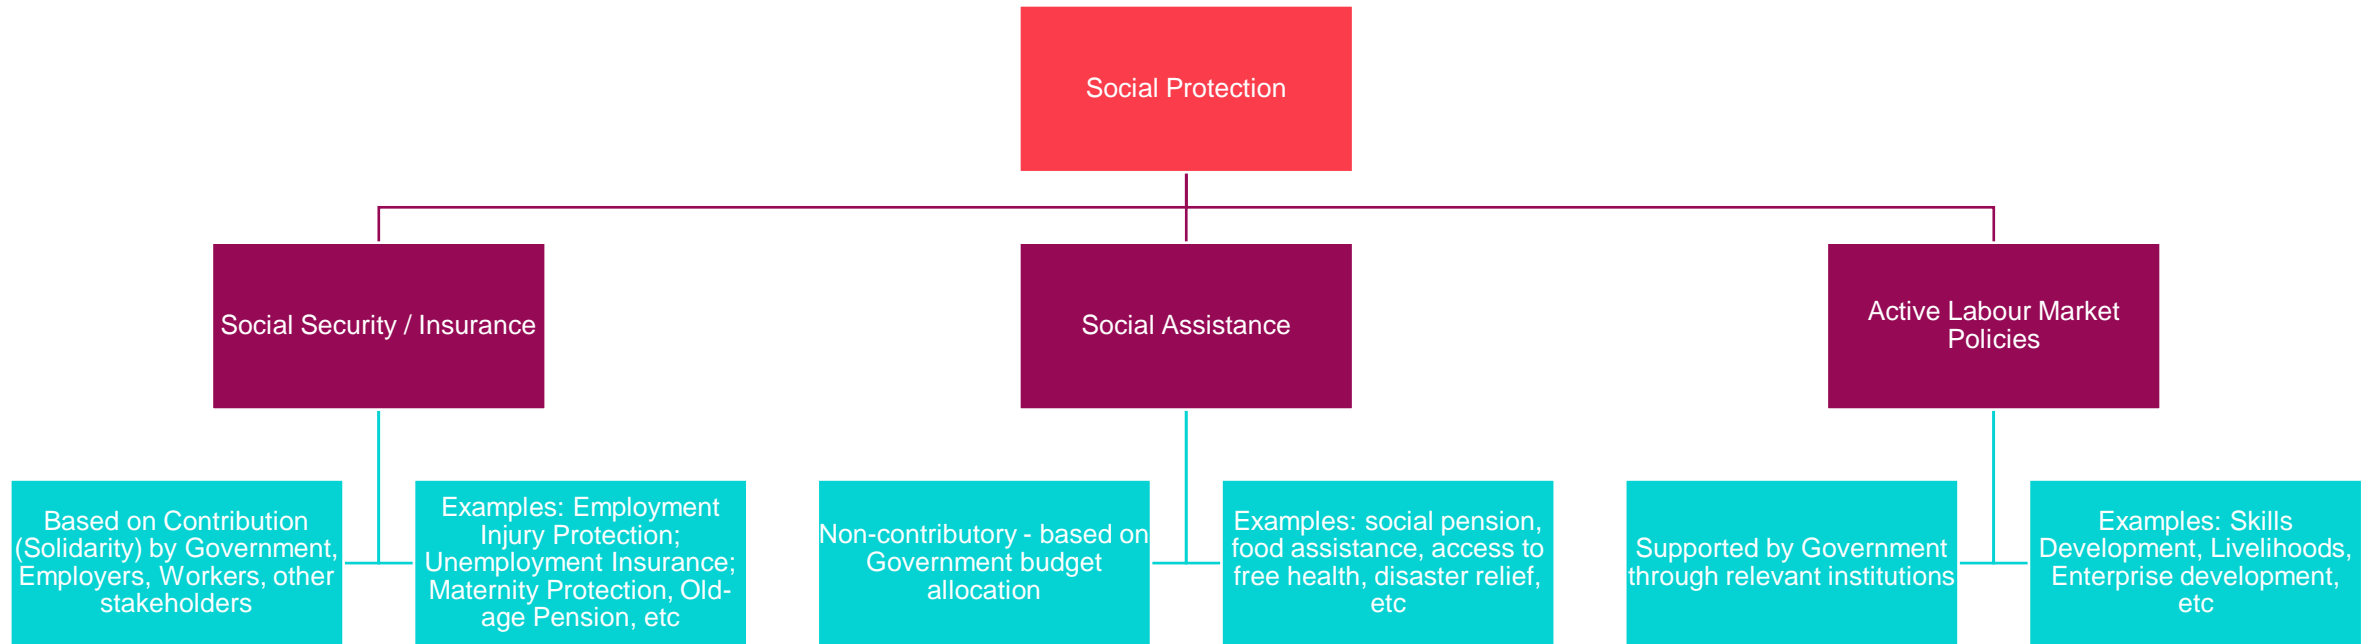 Social Protection
Social Security / Insurance
Social Assistance
Active Labour Market
Policies
Based on Contribution
(Solidarity) by Government,
Employers, Workers, other
stakeholders
Examples: Employment
Injury Protection;
Unemployment Insurance;
Maternity Protection, Old-
age Pension, etc
Non-contributory - based on
Government budget
allocation
Examples: social pension,
food assistance, access to
free health, disaster relief,
etc
Supported by Government
through relevant institutions
Examples: Skills
Development, Livelihoods,
Enterprise development,
etc